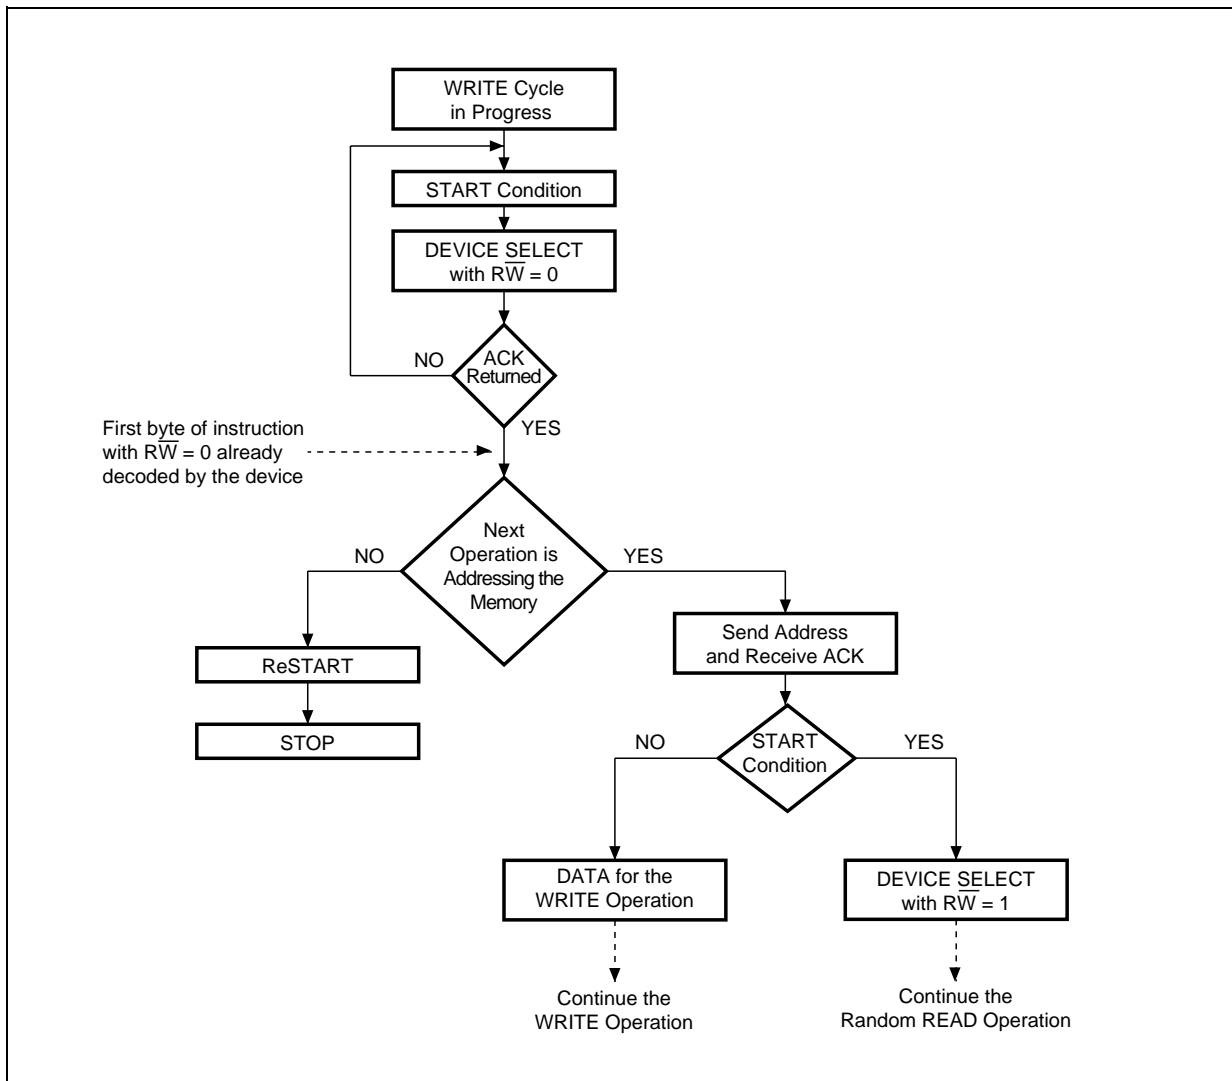 WRITE Cycle
in Progress
START Condition
DEVICE SELECT
with RW̅ = 0
NO
ACK
Returned
YES
First byte of instruction
with RW̅ = 0 already
decoded by the device
Next
Operation is
Addressing the
Memory
NO
YES
Send Address
and Receive ACK
ReSTART
STOP
NO
START
Condition
YES
DATA for the
WRITE Operation
DEVICE SELECT
with RW̅ = 1
Continue the
WRITE Operation
Continue the
Random READ Operation